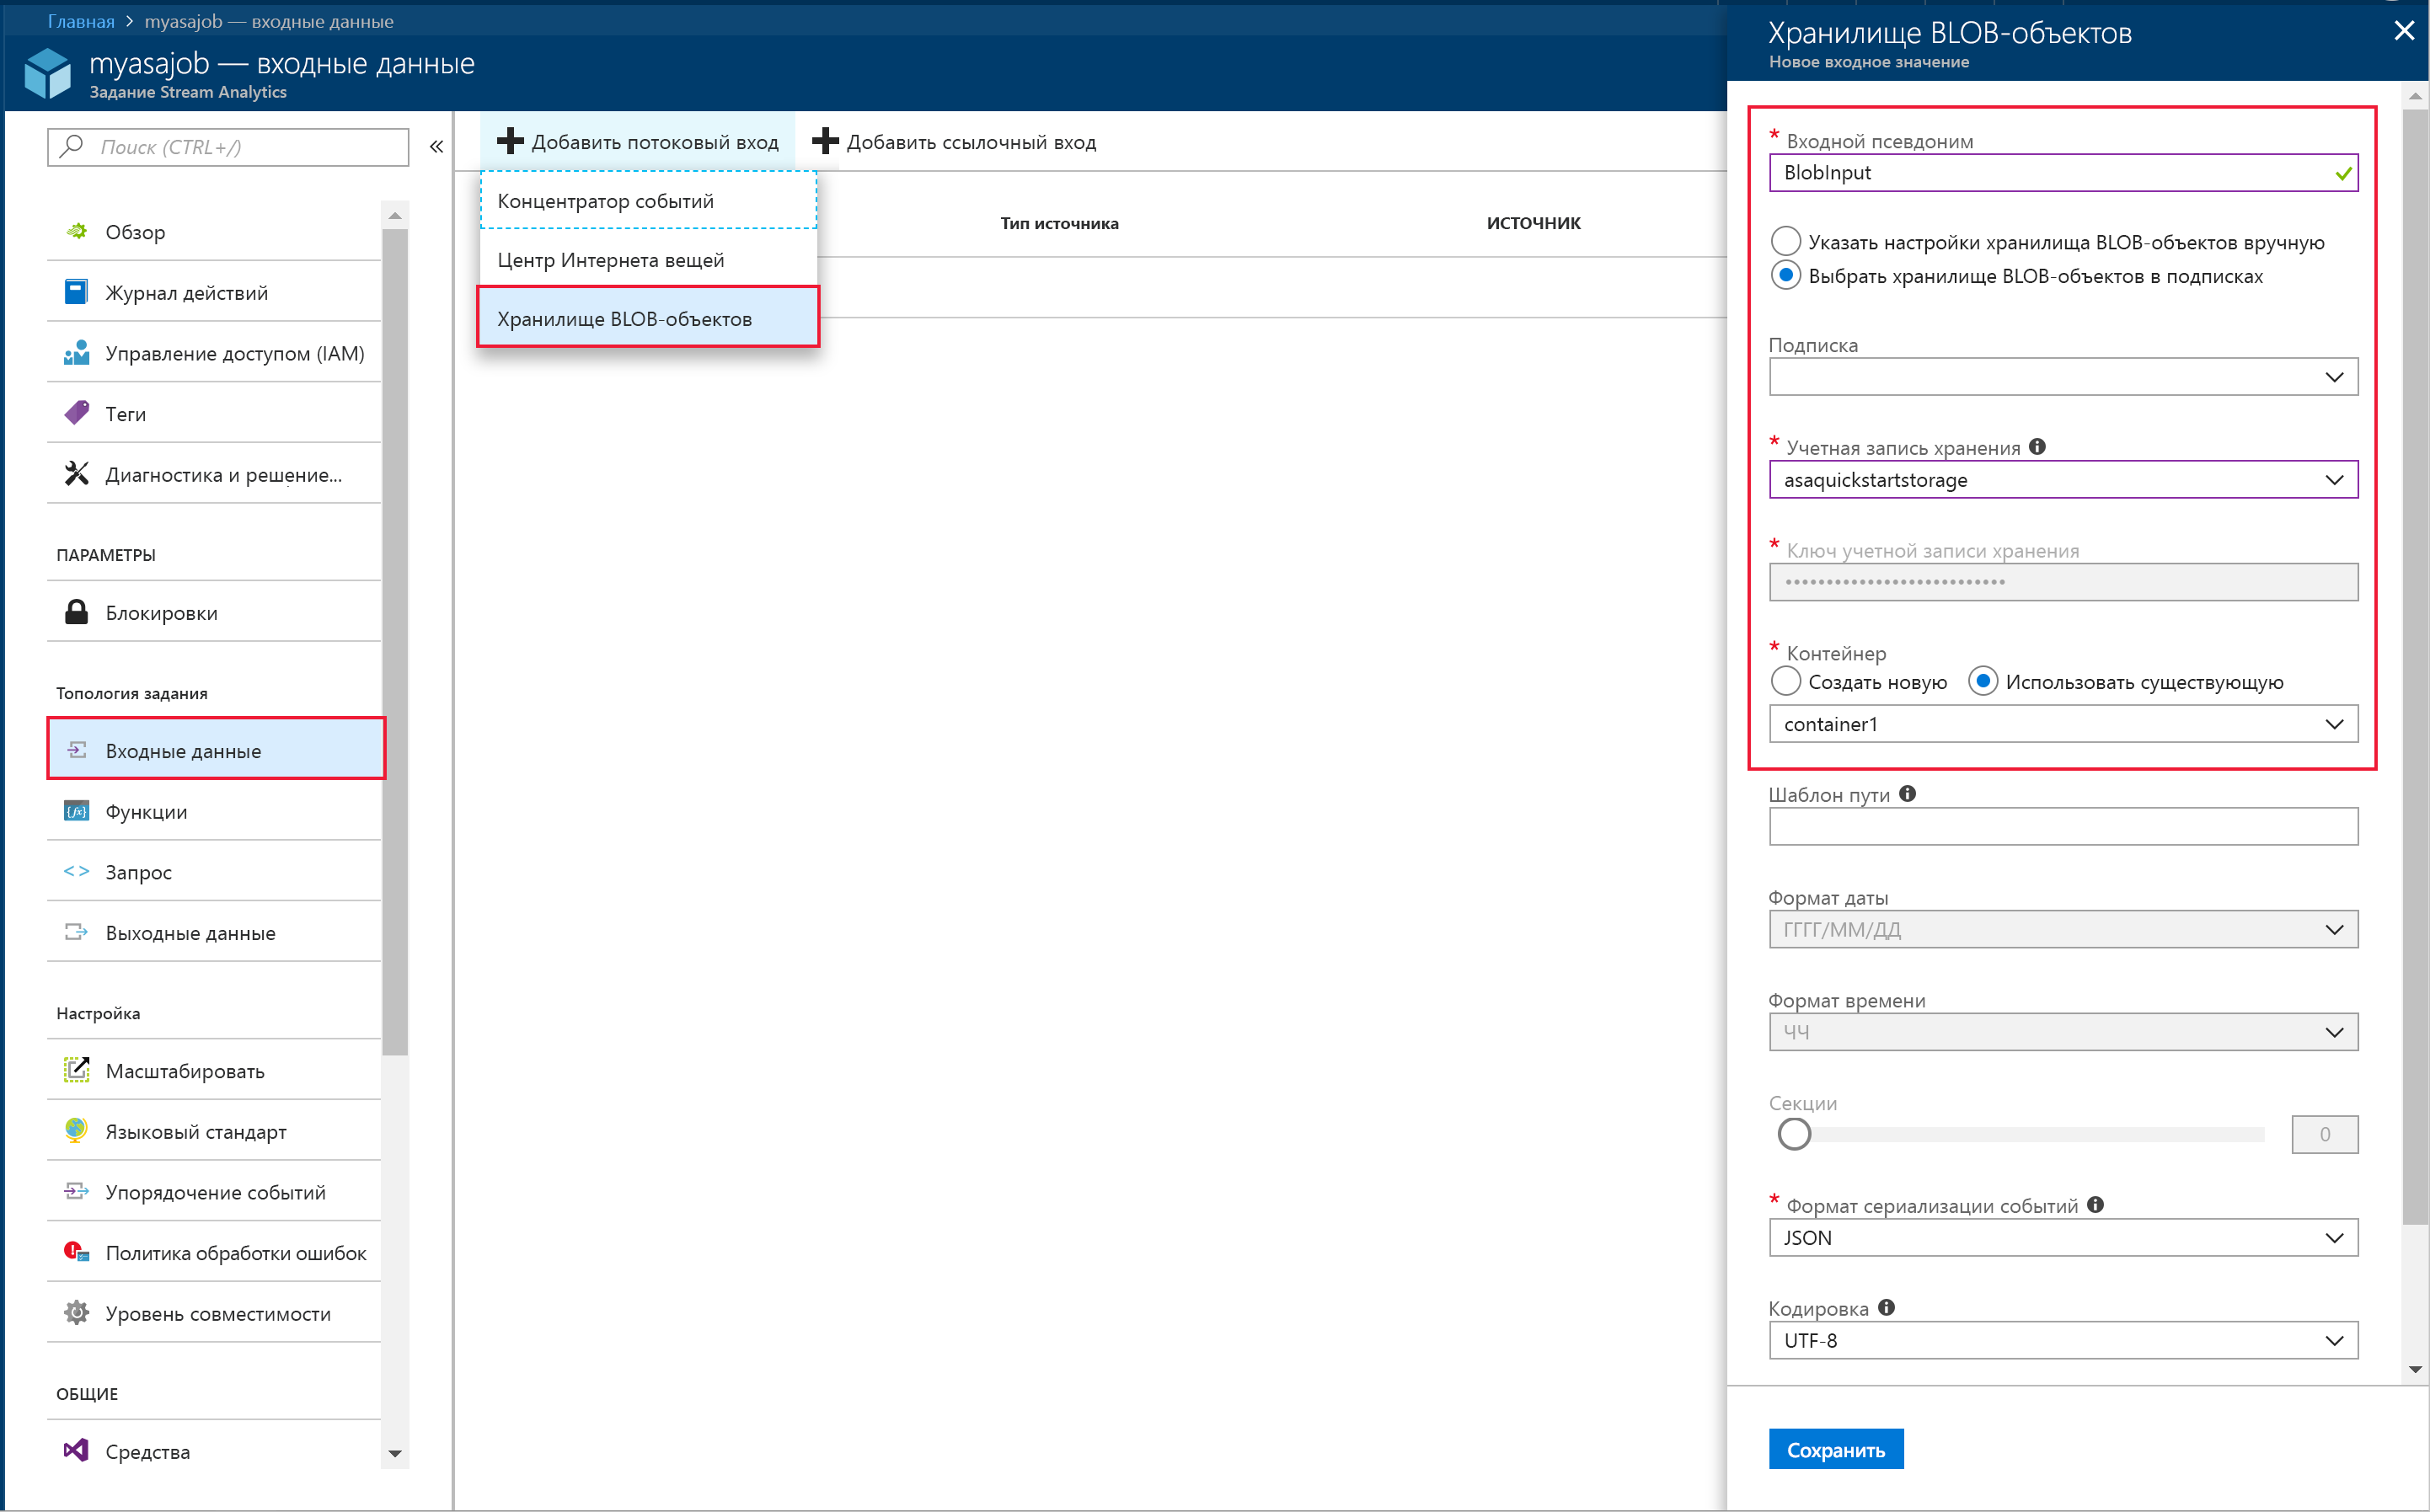 Главная > myasajob — входные данные
myasajob — входные данные
Задание Stream Analytics
Поиск (CTRL+/)
«
Обзор
Журнал действий
Управление доступом (IAM)
Теги
Диагностика и решение...
ПАРАМЕТРЫ
Блокировки
Топология задания
Входные данные
Функции
Запрос
Выходные данные
Настройка
Масштабировать
Языковый стандарт
Упорядочение событий
Политика обработки ошибок
Уровень совместимости
ОБЩИЕ
Средства
Добавить потоковый вход
Добавить ссылочный вход
Концентратор событий
Центр Интернета вещей
Хранилище BLOB-объектов
Тип источника
ИСТОЧНИК
Хранилище BLOB-объектов
Новое входное значение
* Входной псевдоним
BlobInput
Указать настройки хранилища BLOB-объектов вручную
Выбрать хранилище BLOB-объектов в подписках
Подписка
* Учетная запись хранения
asaquickstartstorage
* Ключ учетной записи хранения
* Контейнер
Создать новую
Использовать существующую
container1
Шаблон пути
Формат даты
ГГГГ/ММ/ДД
Формат времени
ЧЧ
Секции
0
* Формат сериализации событий
JSON
Кодировка
UTF-8
Сохранить